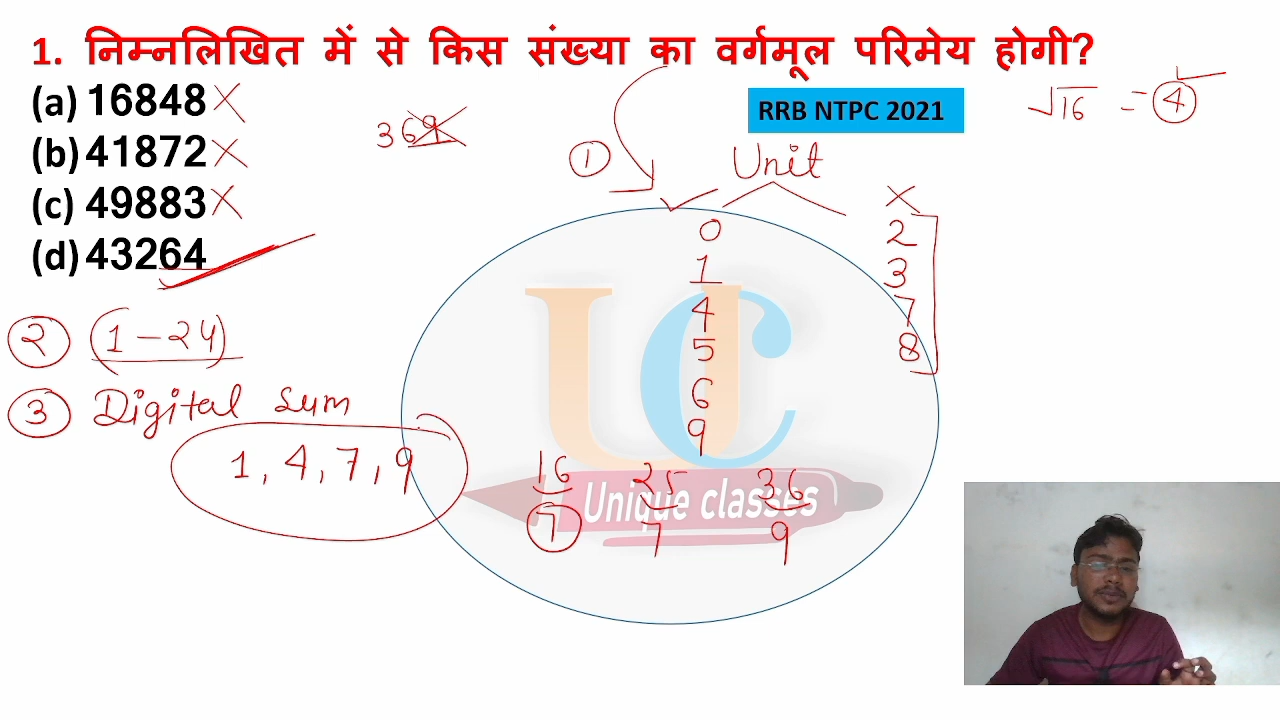 1. निम्नलिखित में से किस संख्या का वर्गमूल परिमेय होगी?
(a) 16848
(b) 41872
(c) 49883
(d) 43264
RRB NTPC 2021
√16 = 4
369
① Unit
0
1
4
5
6
9
2
3
7
8
② (1-24)
③ Digital sum
1, 4, 7, 9
16 25 36
7 7 9
UC
Unique classes